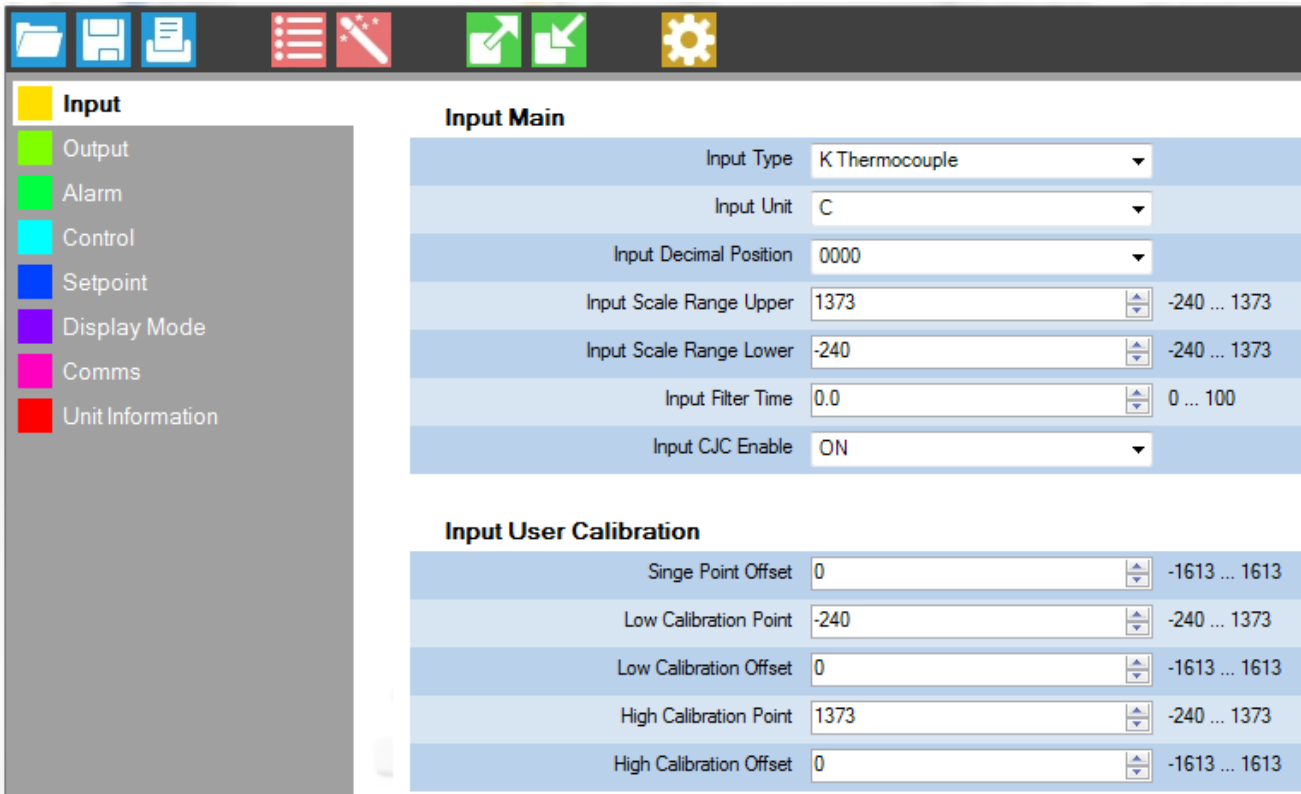 Input
Output
Alarm
Control
Setpoint
Display Mode
Comms
Unit Information
Input Main
Input Type K Thermocouple
Input Unit C
Input Decimal Position 0000
Input Scale Range Upper 1373 -240 ... 1373
Input Scale Range Lower -240 -240 ... 1373
Input Filter Time 0.0 0 ... 100
Input CJC Enable ON
Input User Calibration
Singe Point Offset 0 -1613 ... 1613
Low Calibration Point -240 -240 ... 1373
Low Calibration Offset 0 -1613 ... 1613
High Calibration Point 1373 -240 ... 1373
High Calibration Offset 0 -1613 ... 1613